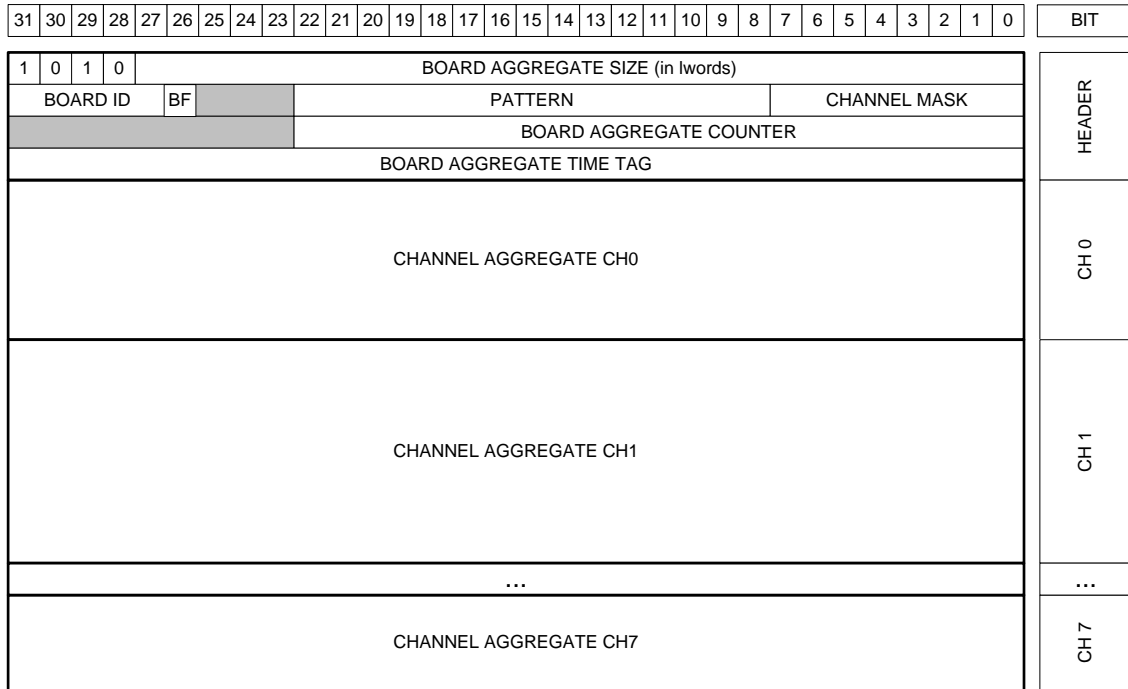 31 30 29 28 27 26 25 24 23 22 21 20 19 18 17 16 15 14 13 12 11 10 9 8 7 6 5 4 3 2 1 0 BIT
1 0 1 0 BOARD AGGREGATE SIZE (in lwords)
BOARD ID BF PATTERN CHANNEL MASK
BOARD AGGREGATE COUNTER
BOARD AGGREGATE TIME TAG
HEADER
CHANNEL AGGREGATE CH0 CH 0
CHANNEL AGGREGATE CH1 CH 1
... ...
CHANNEL AGGREGATE CH7 CH 7